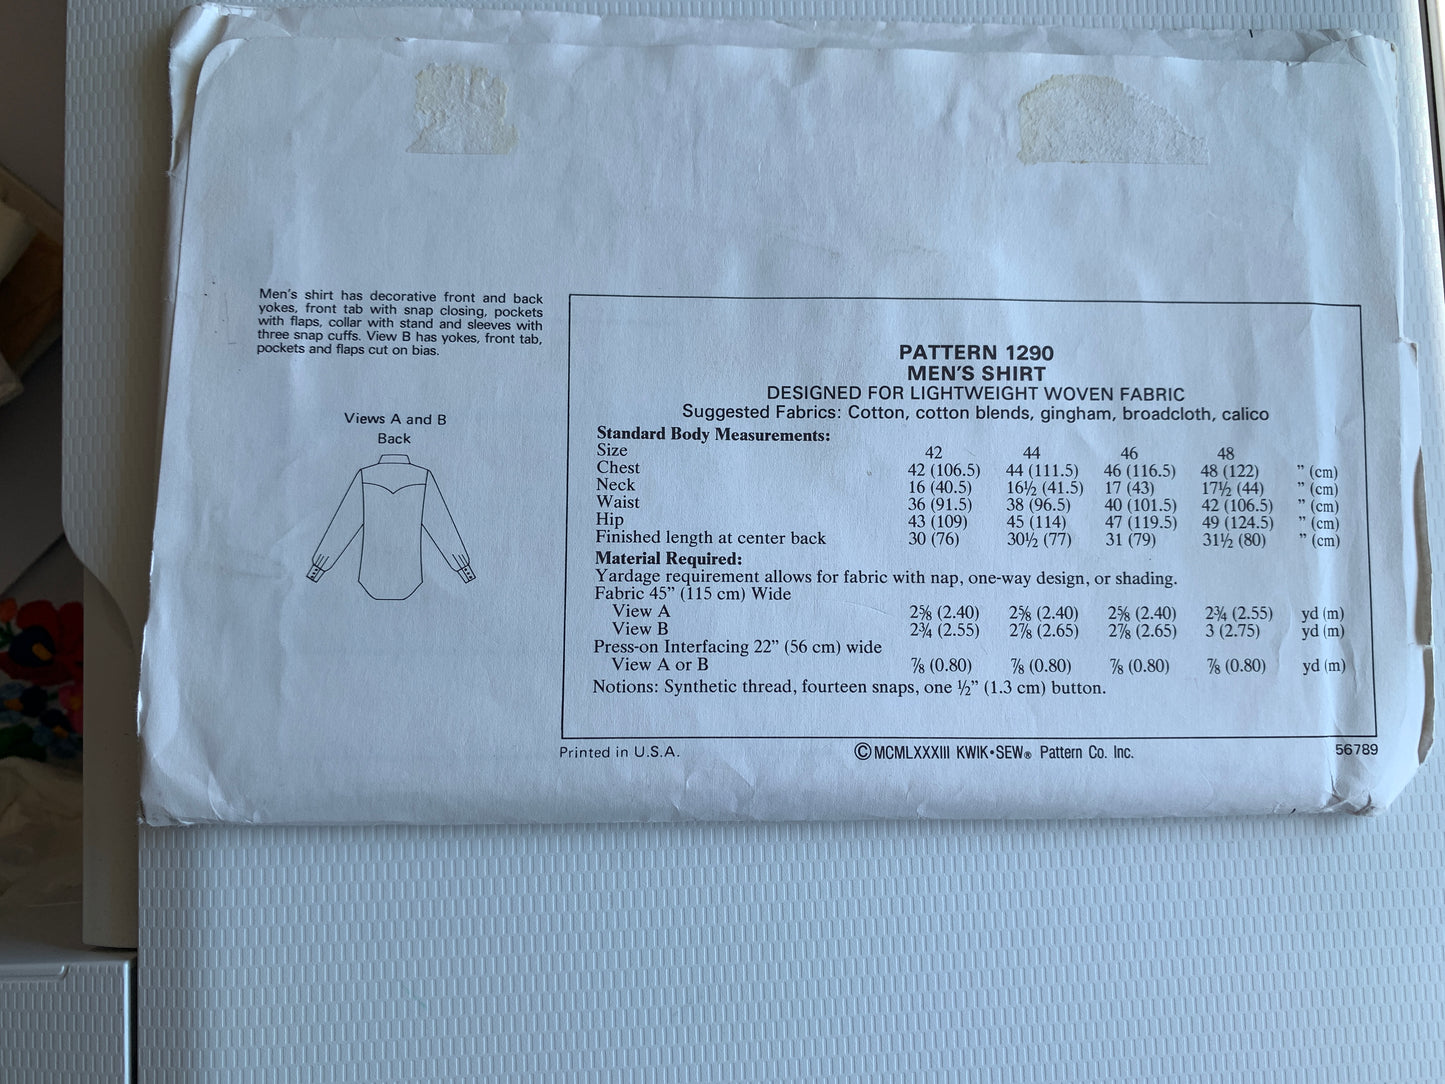 Men's shirt has decorative front and back
yokes, front tab with snap closing, pockets
with flaps, collar with stand and sleeves with
three snap cuffs. View B has yokes, front tab,
pockets and flaps cut on bias.
Views A and B
Back
PATTERN 1290
MEN'S SHIRT
DESIGNED FOR LIGHTWEIGHT WOVEN FABRIC
Suggested Fabrics: Cotton, cotton blends, gingham, broadcloth, calico
Standard Body Measurements:
Size 42 44 46 48
Chest 42 (106.5) 44 (111.5) 46 (116.5) 48 (122) ” (cm)
Neck 16 (40.5) 16½ (41.5) 17 (43) 17½ (44) ” (cm)
Waist 36 (91.5) 38 (96.5) 40 (101.5) 42 (106.5) ” (cm)
Hip 43 (109) 45 (114) 47 (119.5) 49 (124.5) ” (cm)
Finished length at center back 30 (76) 30½ (77) 31 (79) 31½ (80) ” (cm)
Material Required:
Yardage requirement allows for fabric with nap, one-way design, or shading.
Fabric 45” (115 cm) Wide
View A 2⅝ (2.40) 2⅝ (2.40) 2⅝ (2.40) 2¾ (2.55) yd (m)
View B 2¾ (2.55) 2⅞ (2.65) 2⅞ (2.65) 3 (2.75) yd (m)
Press-on Interfacing 22” (56 cm) wide
View A or B ⅞ (0.80) ⅞ (0.80) ⅞ (0.80) ⅞ (0.80) yd (m)
Notions: Synthetic thread, fourteen snaps, one ½” (1.3 cm) button.
Printed in U.S.A. ©MCMLXXXIII KWIK•SEW® Pattern Co. Inc. 56789